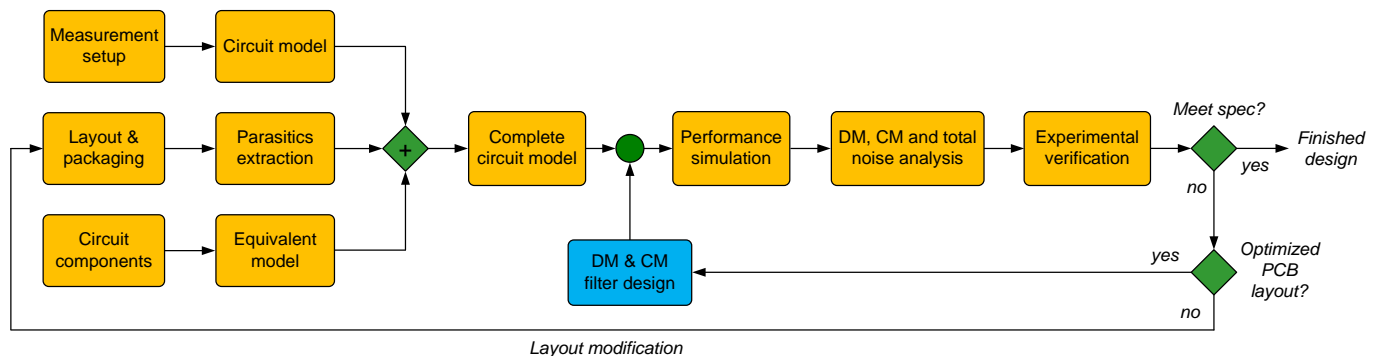 Measurement
setup
Circuit model
Layout &
packaging
Parasitics
extraction
Circuit
components
Equivalent
model
+
Complete
circuit model
Performance
simulation
DM, CM and total
noise analysis
Experimental
verification
Meet spec?
yes
Finished
design
no
Optimized
PCB
layout?
yes
DM & CM
filter design
no
Layout modification